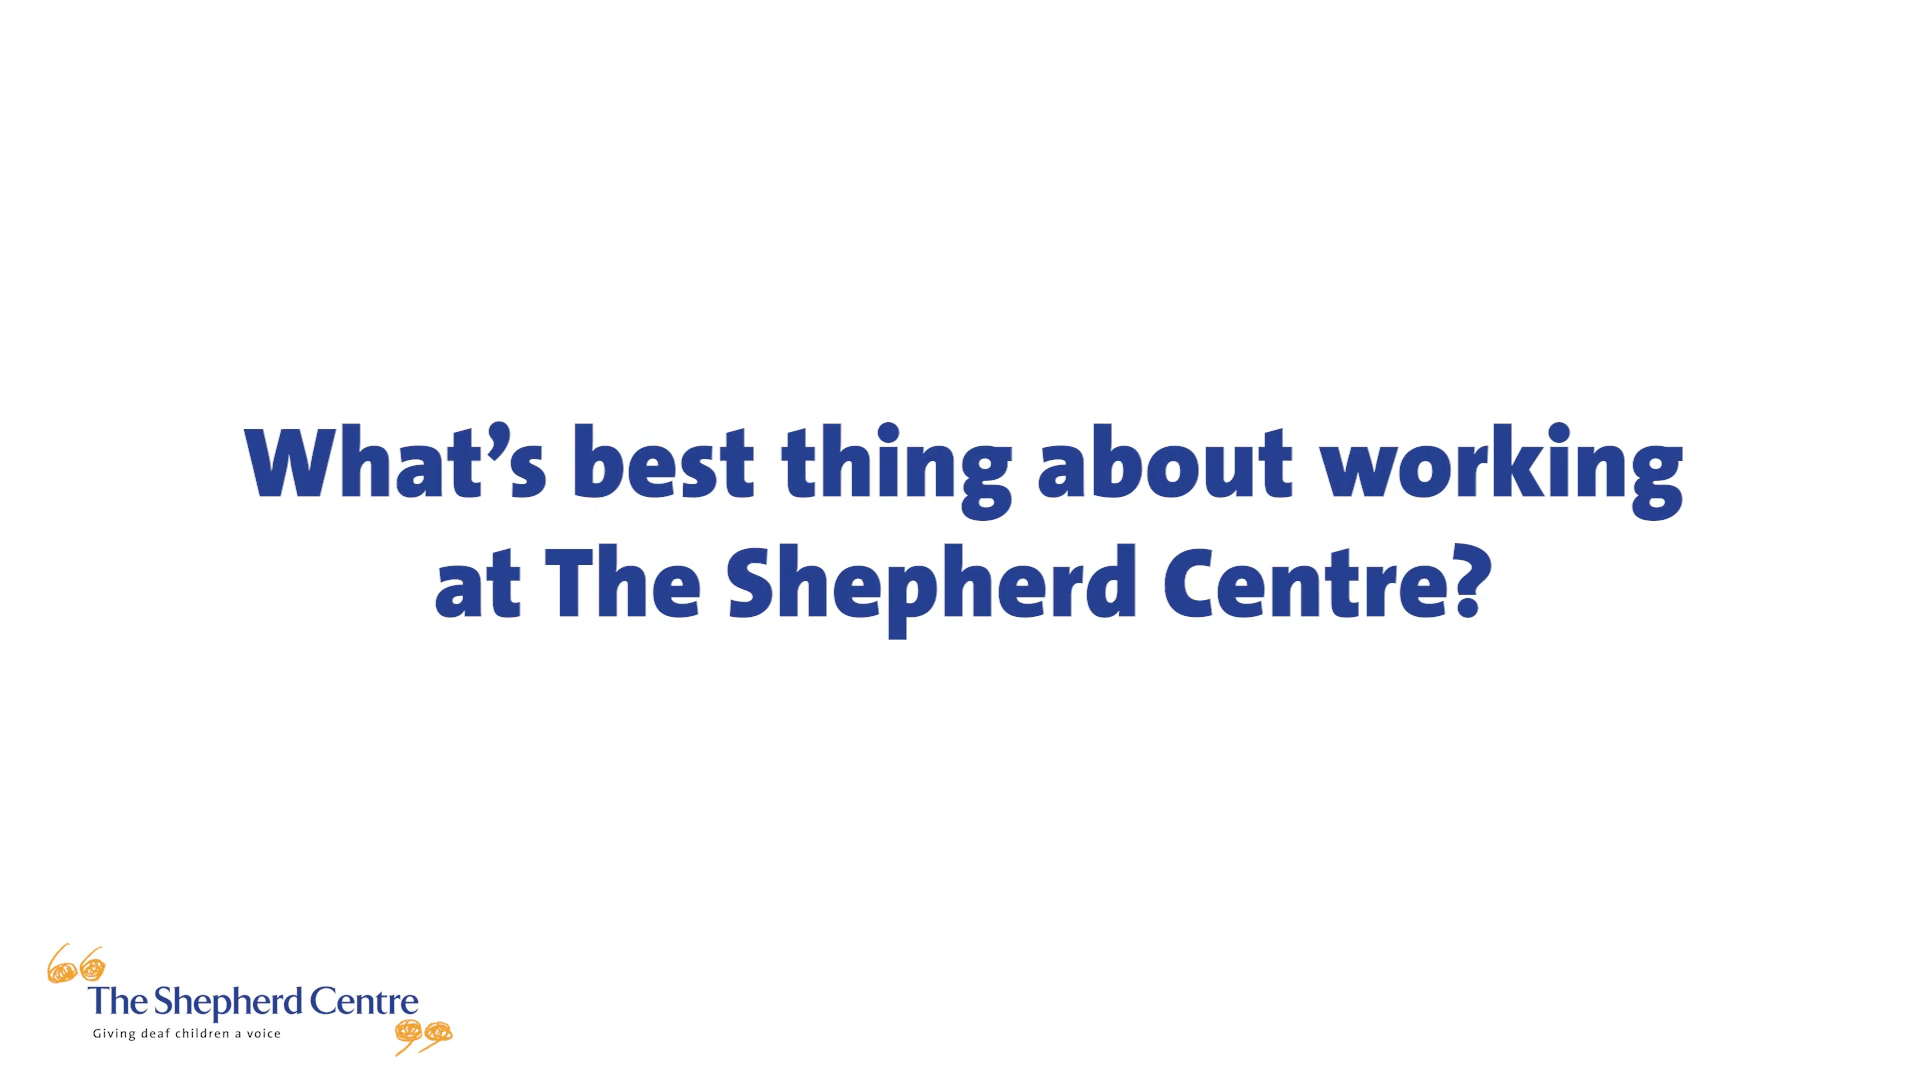 What’s best thing about working
at The Shepherd Centre?
The Shepherd Centre
Giving deaf children a voice